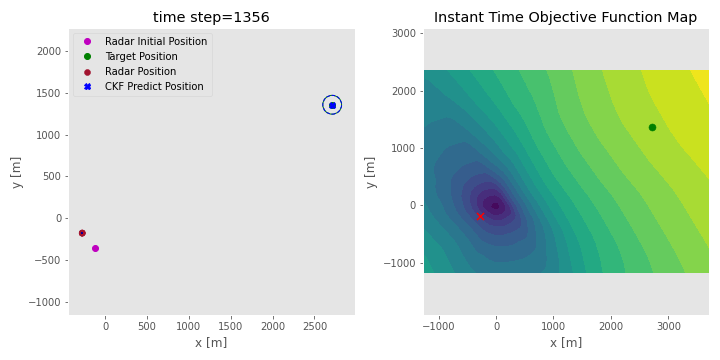 time step=1356
Radar Initial Position
Target Position
Radar Position
CKF Predict Position
y [m]
2000
1500
1000
500
0
−500
−1000
0
500
1000
1500
2000
2500
x [m]
Instant Time Objective Function Map
y [m]
3000
2000
1000
0
−1000
−1000
0
1000
2000
3000
x [m]